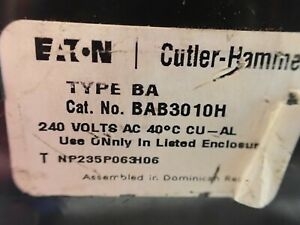 EATON | Cutler-Hamme
TYPE BA
Cat. No. BAB3010H
240 VOLTS AC 40°C CU-AL
Use ONnly In Listed Enclosur
T NP235P063H06
Assembled in Dominican Re